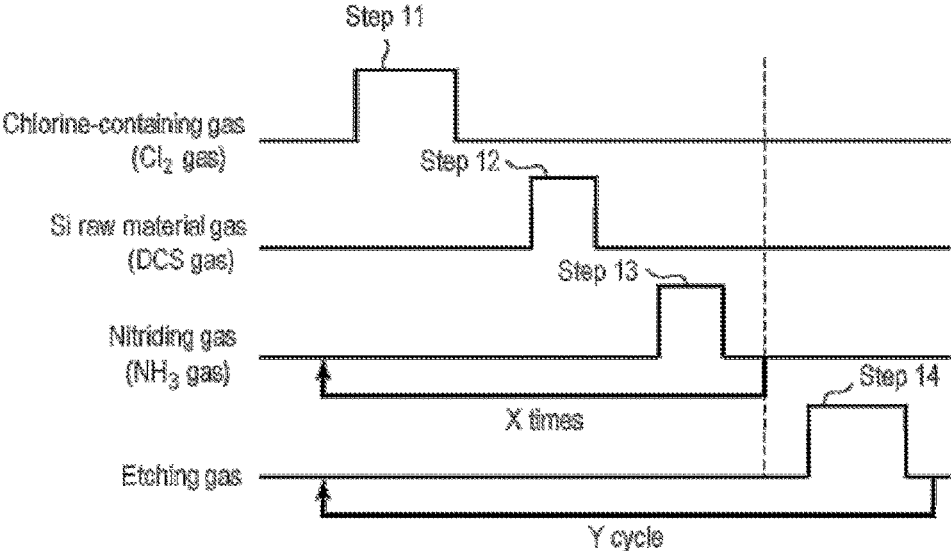 Step 11
Chlorine-containing gas
(Cl₂ gas)
Step 12
Si raw material gas
(DCS gas)
Step 13
Nitriding gas
(NH₃ gas)
X times
Step 14
Etching gas
Y cycle